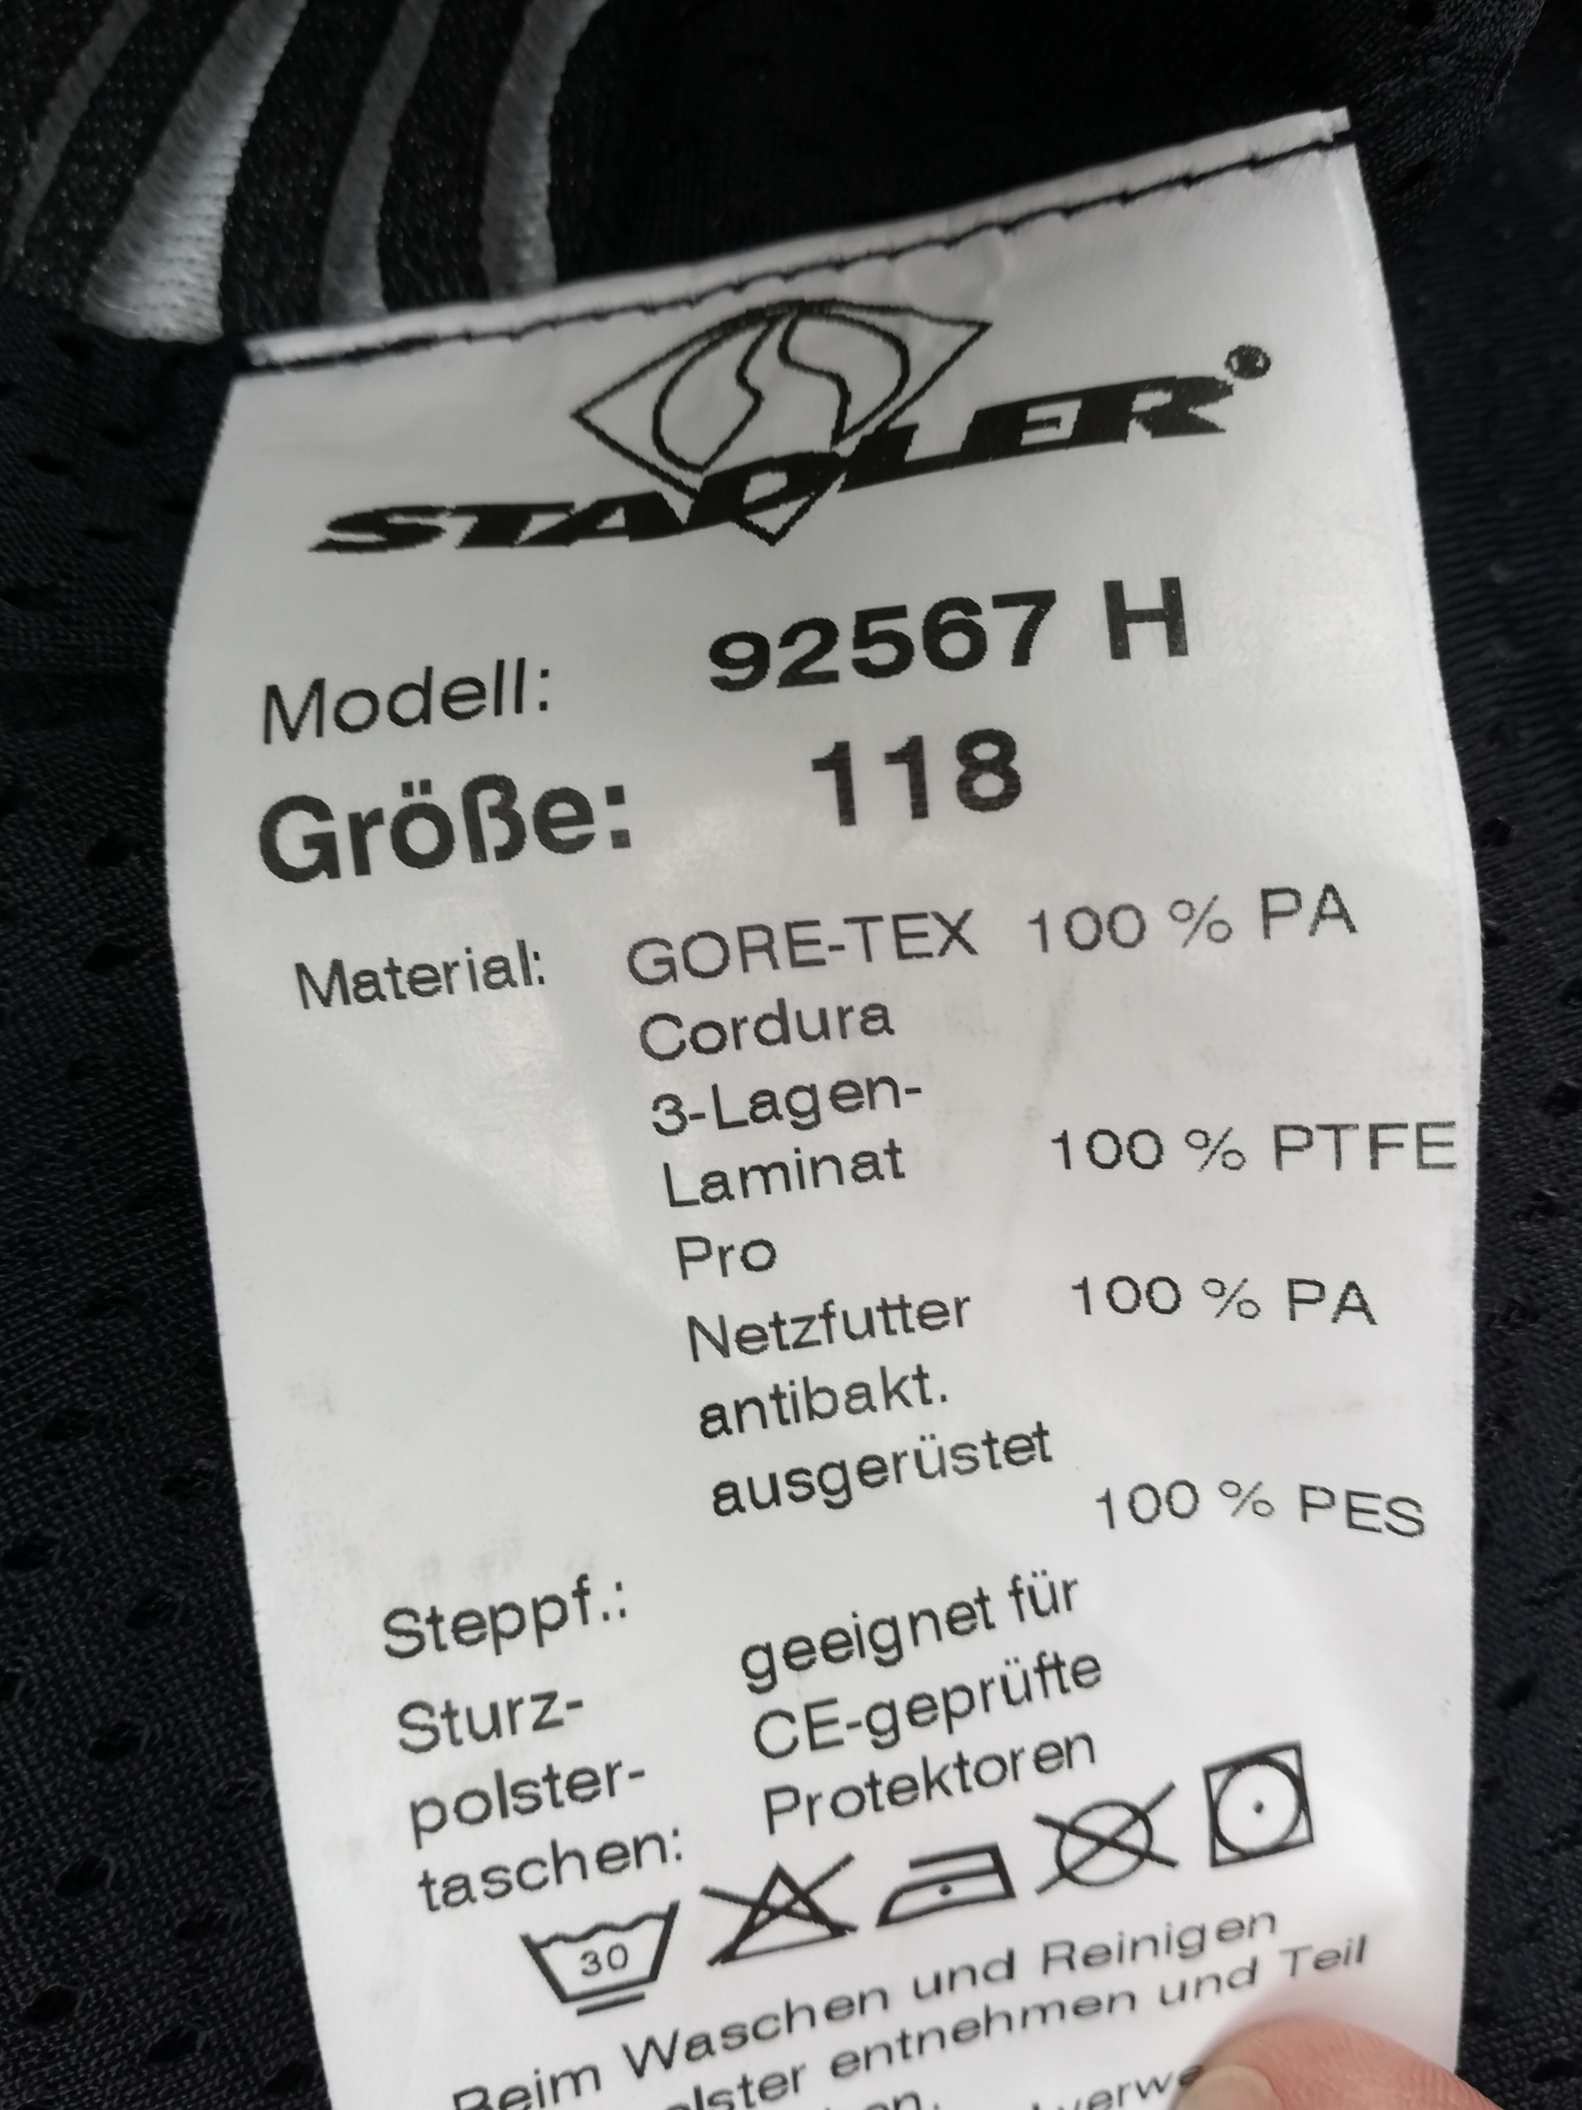 STADLER®
Modell: 92567 H
Größe: 118
Material: GORE-TEX 100 % PA
Cordura
3-Lagen-
Laminat 100 % PTFE
Pro
Netzfutter 100 % PA
antibakt.
ausgerüstet
Steppf.: 100 % PES
Sturz- geeignet für
polster- CE-geprüfte
taschen: Protektoren
30
Beim Waschen und Reinigen
entnehmen und Teil